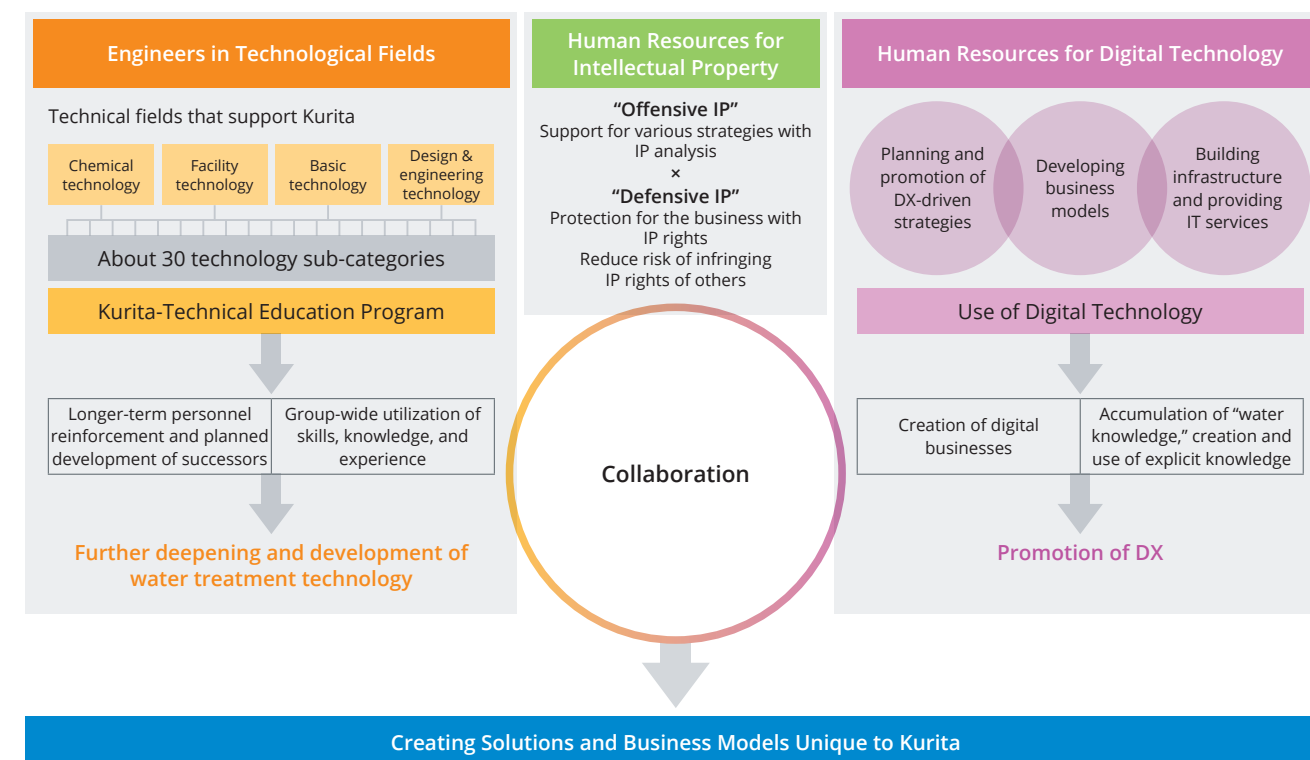 Engineers in Technological Fields
Technical fields that support Kurita
Chemical
technology
Facility
technology
Basic
technology
Design &
engineering
technology
About 30 technology sub-categories
Kurita-Technical Education Program
Longer-term personnel
reinforcement and planned
development of successors
Group-wide utilization of
skills, knowledge, and
experience
Further deepening and development of
water treatment technology
Human Resources for
Intellectual Property
“Offensive IP”
Support for various strategies with
IP analysis
×
“Defensive IP”
Protection for the business with
IP rights
Reduce risk of infringing
IP rights of others
Collaboration
Human Resources for Digital Technology
Planning and
promotion of
DX-driven
strategies
Developing
business
models
Building
infrastructure
and providing
IT services
Use of Digital Technology
Creation of digital
businesses
Accumulation of “water
knowledge,” creation and
use of explicit knowledge
Promotion of DX
Creating Solutions and Business Models Unique to Kurita